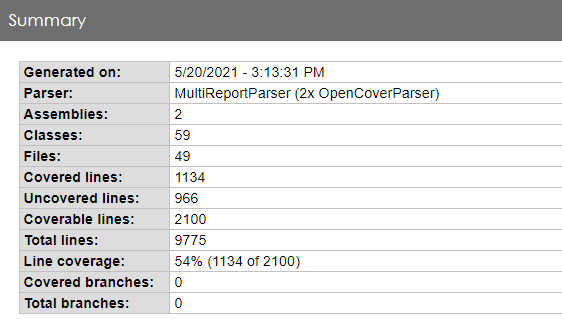 Summary
Generated on: 5/20/2021 - 3:13:31 PM
Parser: MultiReportParser (2x OpenCoverParser)
Assemblies: 2
Classes: 59
Files: 49
Covered lines: 1134
Uncovered lines: 966
Coverable lines: 2100
Total lines: 9775
Line coverage: 54% (1134 of 2100)
Covered branches: 0
Total branches: 0